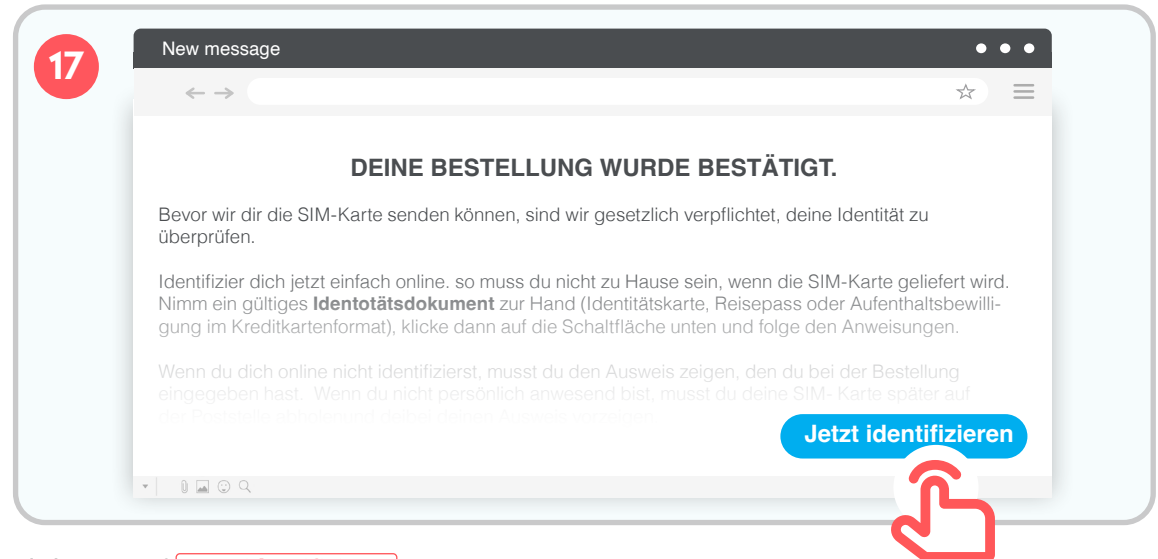 17
New message
DEINE BESTELLUNG WURDE BESTÄTIGT.
Bevor wir dir die SIM-Karte senden können, sind wir gesetzlich verpflichtet, deine Identität zu
überprüfen.
Identifizier dich jetzt einfach online. so muss du nicht zu Hause sein, wenn die SIM-Karte geliefert wird.
Nimm ein gültiges Identotätsdokument zur Hand (Identitätskarte, Reisepass oder Aufenthaltsbewilli-
gung im Kreditkartenformat), klicke dann auf die Schaltfläche unten und folge den Anweisungen.
Wenn du dich online nicht identifizierst, musst du den Ausweis zeigen, den du bei der Bestellung
eingegeben hast. Wenn du nicht persönlich anwesend bist, musst du deine SIM- Karte später auf
Jetzt identifizieren